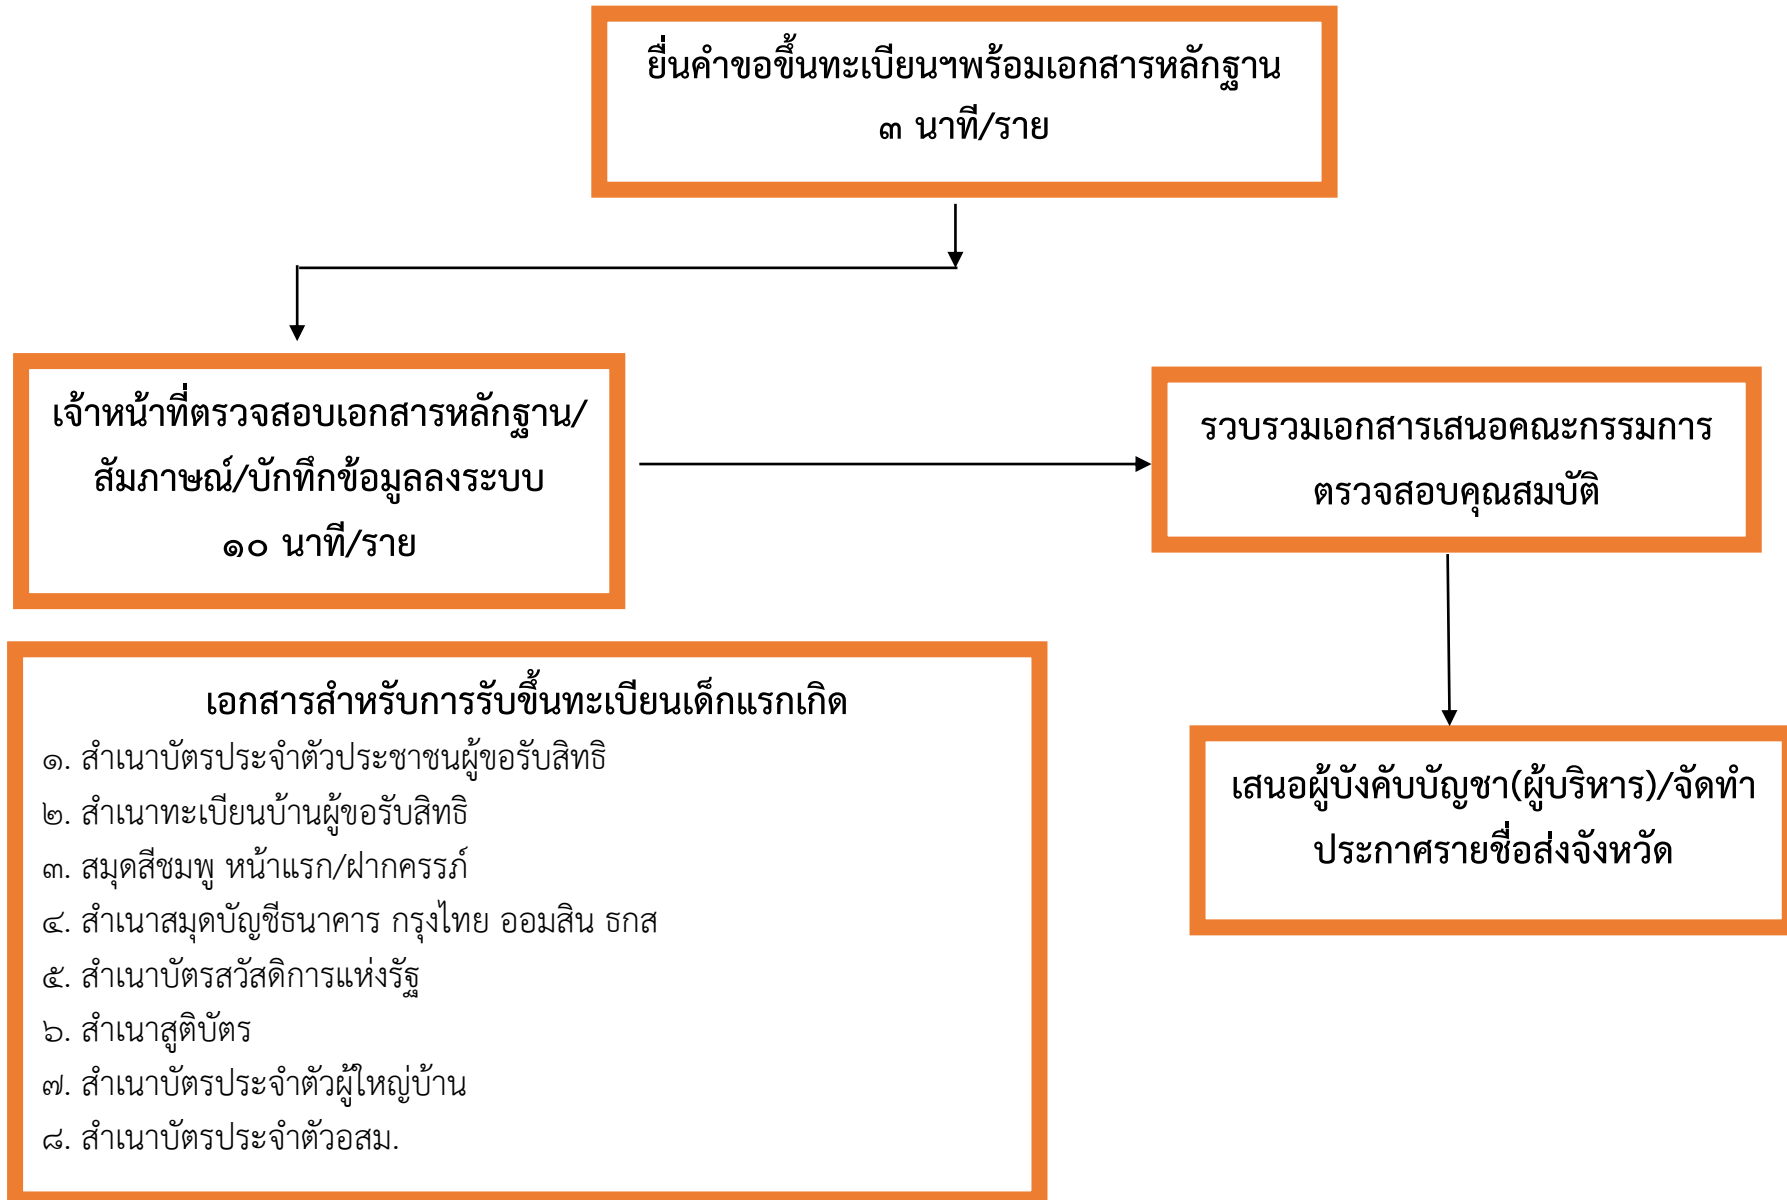 ยื่นคำขอขึ้นทะเบียนฯพร้อมเอกสารหลักฐาน
๓ นาที/ราย
เจ้าหน้าที่ตรวจสอบเอกสารหลักฐาน/
สัมภาษณ์/บักทึกข้อมูลลงระบบ
๑๐ นาที/ราย
รวบรวมเอกสารเสนอคณะกรรมการ
ตรวจสอบคุณสมบัติ
เสนอผู้บังคับบัญชา(ผู้บริหาร)/จัดทำ
ประกาศรายชื่อส่งจังหวัด
เอกสารสำหรับการรับขึ้นทะเบียนเด็กแรกเกิด
๑. สำเนาบัตรประจำตัวประชาชนผู้ขอรับสิทธิ
๒. สำเนาทะเบียนบ้านผู้ขอรับสิทธิ
๓. สมุดสีชมพู หน้าแรก/ฝากครรภ์
๔. สำเนาสมุดบัญชีธนาคาร กรุงไทย ออมสิน ธกส
๕. สำเนาบัตรสวัสดิการแห่งรัฐ
๖. สำเนาสูติบัตร
๗. สำเนาบัตรประจำตัวผู้ใหญ่บ้าน
๘. สำเนาบัตรประจำตัวอสม.